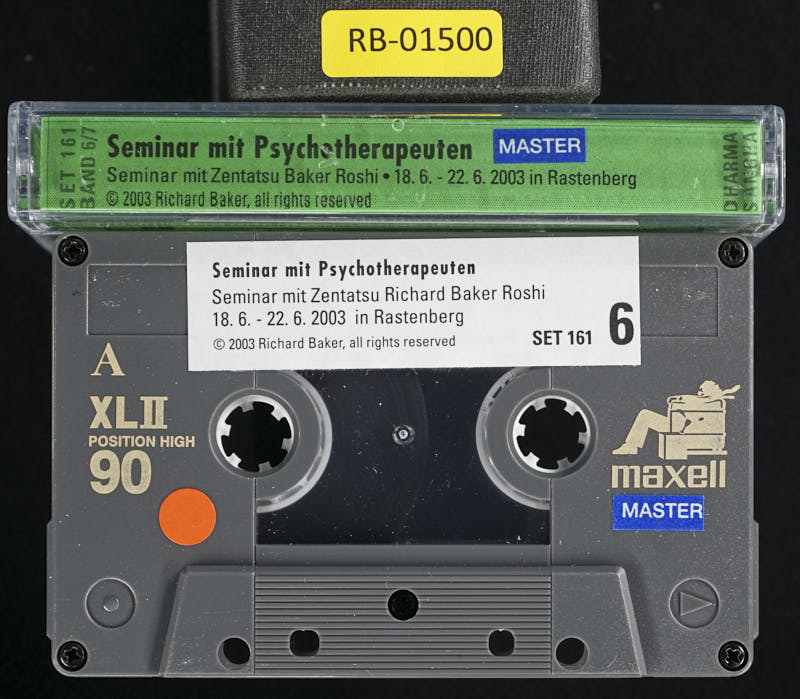 RB-01500
SET 161
BAND 6/7
Seminar mit Psychotherapeuten MASTER
Seminar mit Zentatsu Baker Roshi • 18. 6. - 22. 6. 2003 in Rastenberg
© 2003 Richard Baker, all rights reserved
DHARMA
SANGHA
Seminar mit Psychotherapeuten
Seminar mit Zentatsu Richard Baker Roshi
18. 6. - 22. 6. 2003 in Rastenberg
© 2003 Richard Baker, all rights reserved
SET 161 6
A
XLII
POSITION HIGH
90
maxell
MASTER